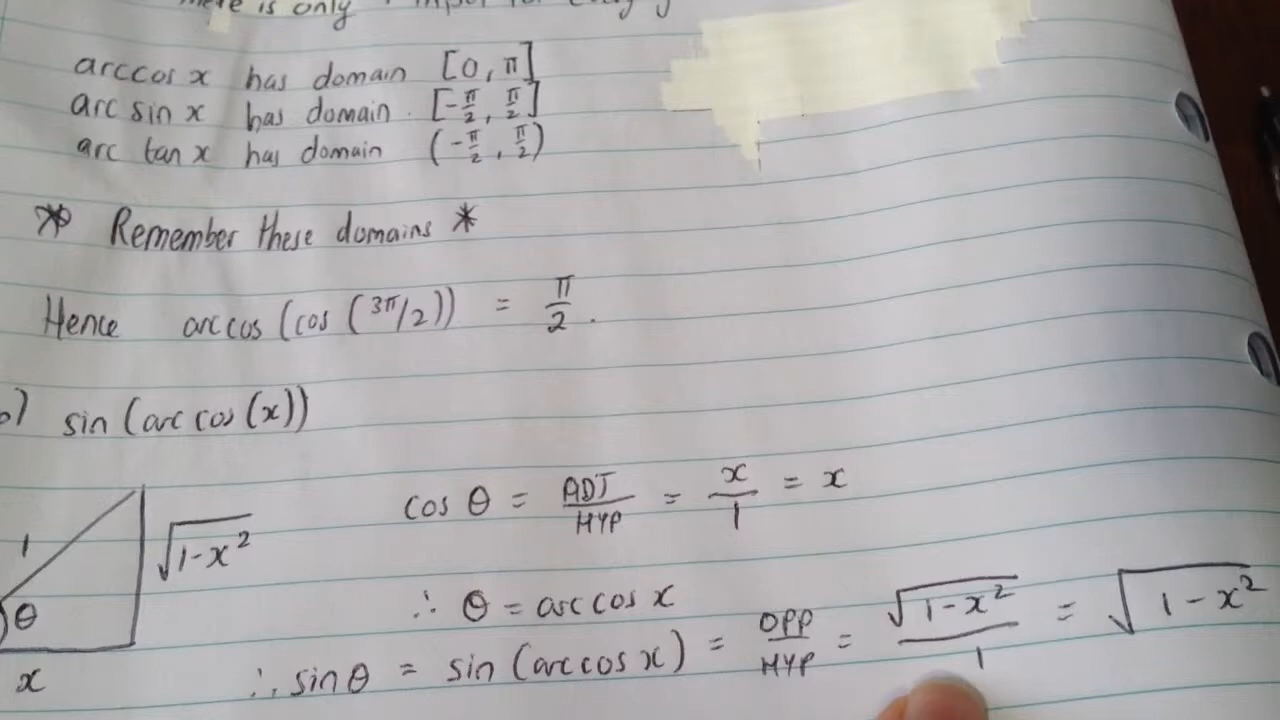 is only
arccos x has domain [0, π]
arc sin x has domain. [-π/2, π/2]
arc tan x has domain (-π/2, π/2)
* Remember these domains *
Hence arccos (cos (3π/2)) = π/2.
) sin (arc cos (x))
cos θ = ADJ/HYP = x/1 = x
1
√1-x²
θ
∴ θ = arc cos x
x
∴ sin θ = sin (arc cos x) = OPP/HYP = √1-x²/1 = √1-x²